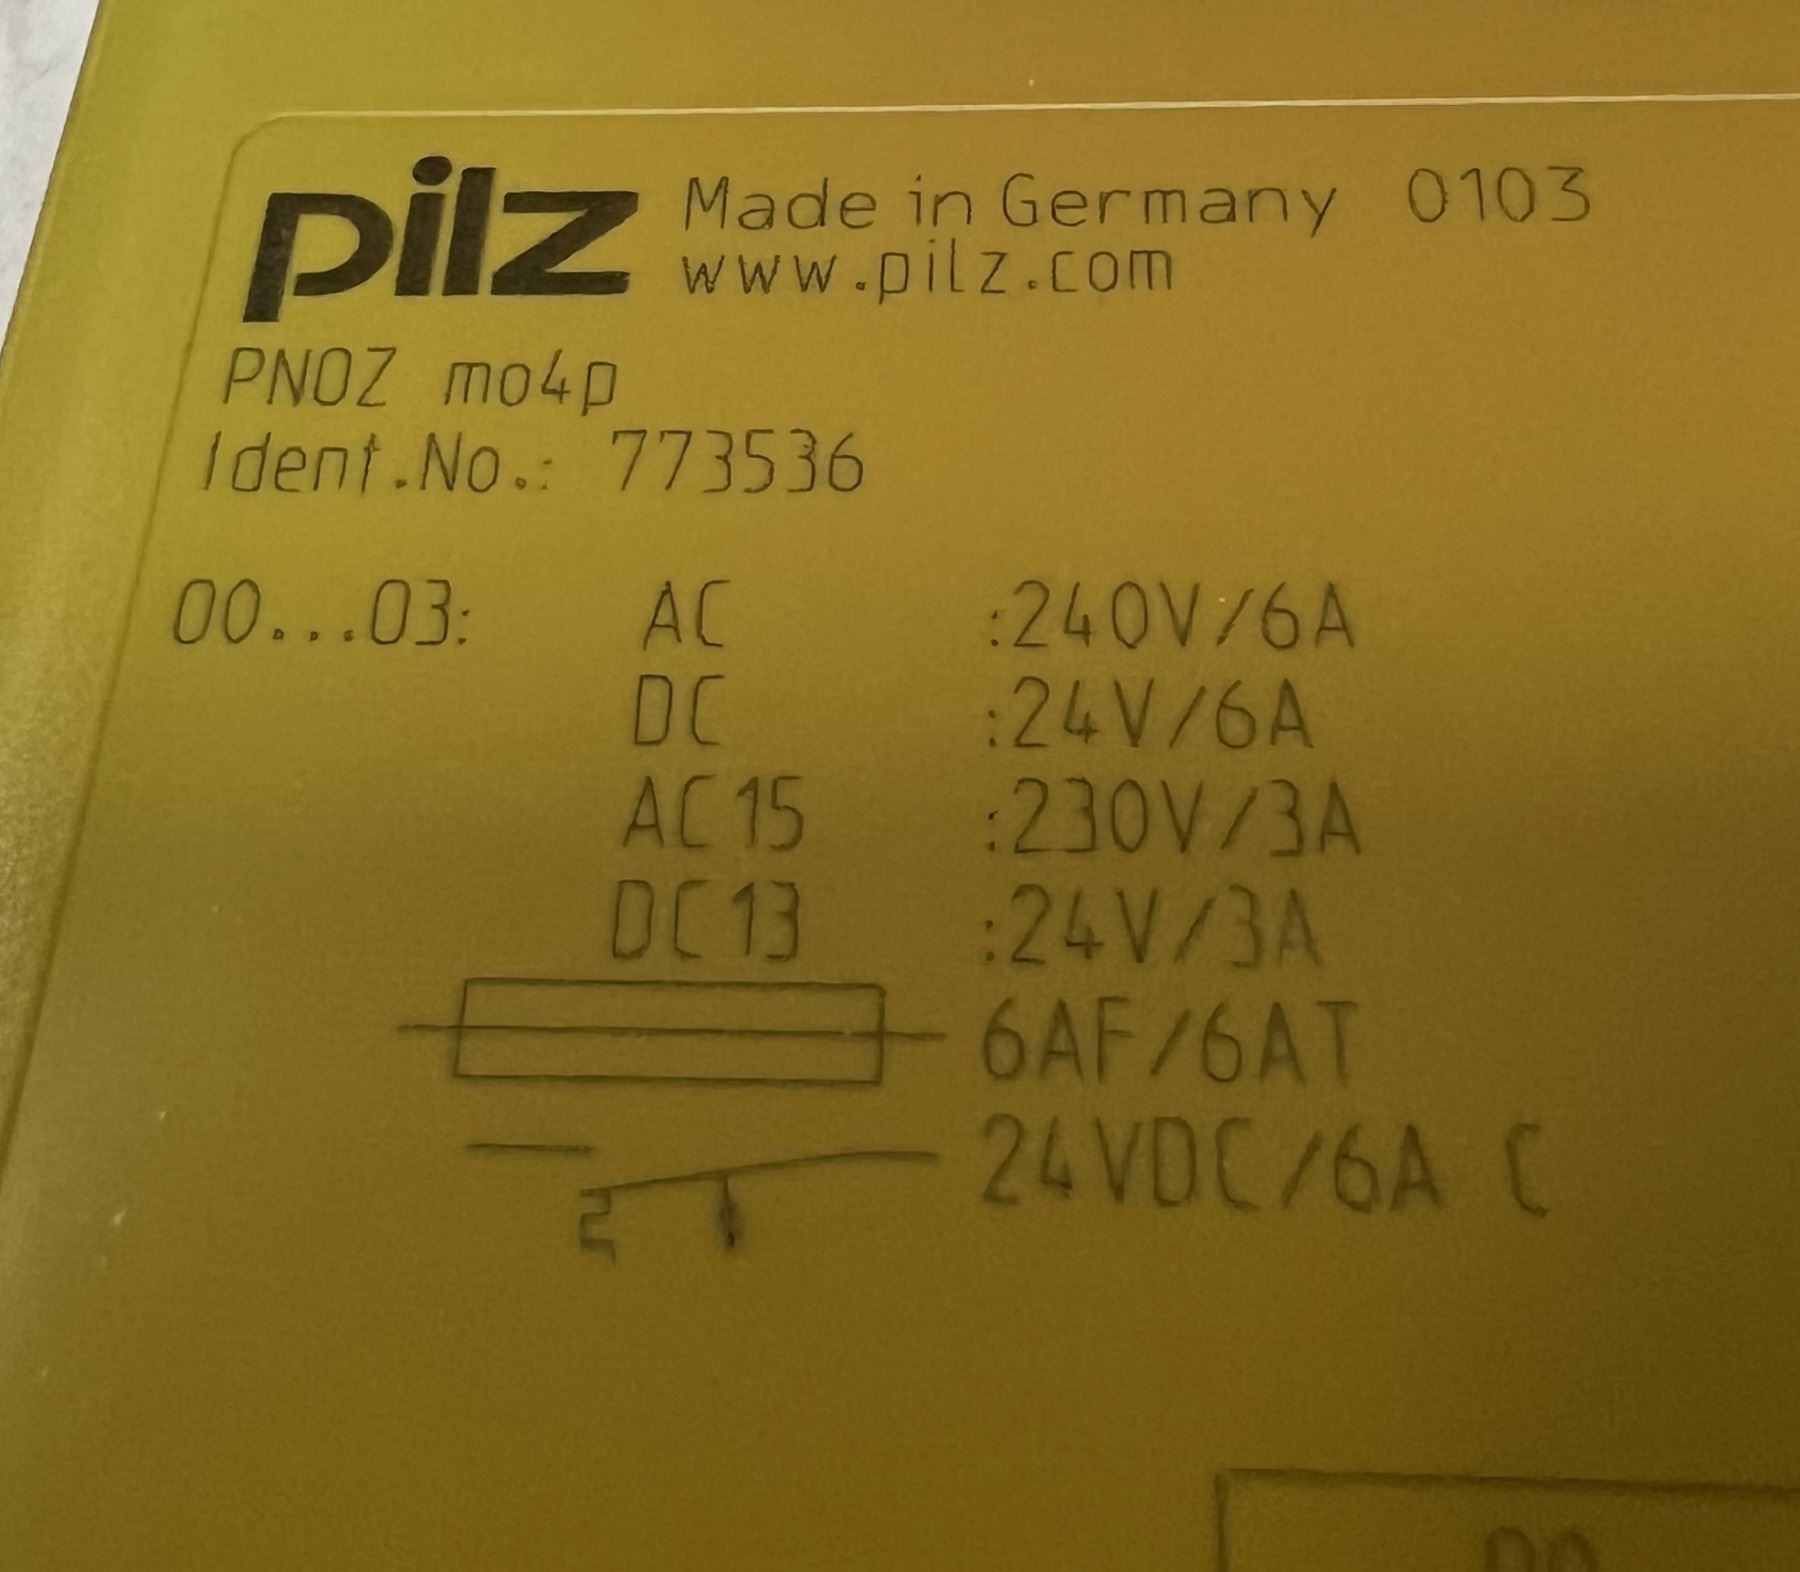 pilz Made in Germany 0103
www.pilz.com
PNOZ mo4p
Ident.No.: 773536
00...03: AC :240V/6A
DC :24V/6A
AC15 :230V/3A
DC13 :24V/3A
6AF/6AT
24VDC/6A C